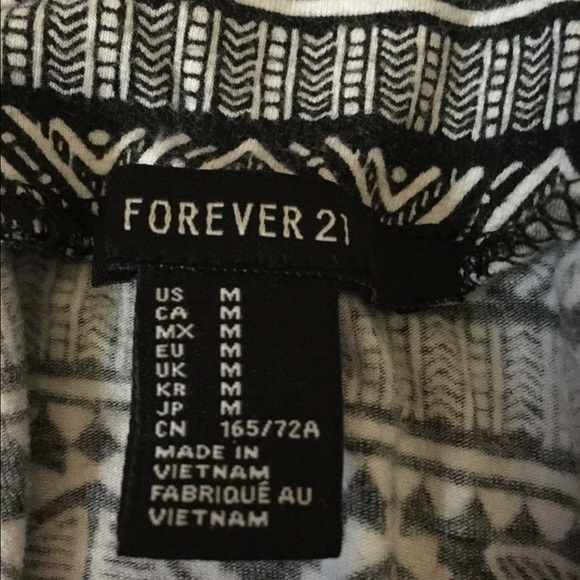 FOREVER 21
US M
CA M
MX M
EU M
UK M
KR M
JP M
CN 165/72A
MADE IN
VIETNAM
FABRIQUÉ AU
VIETNAM